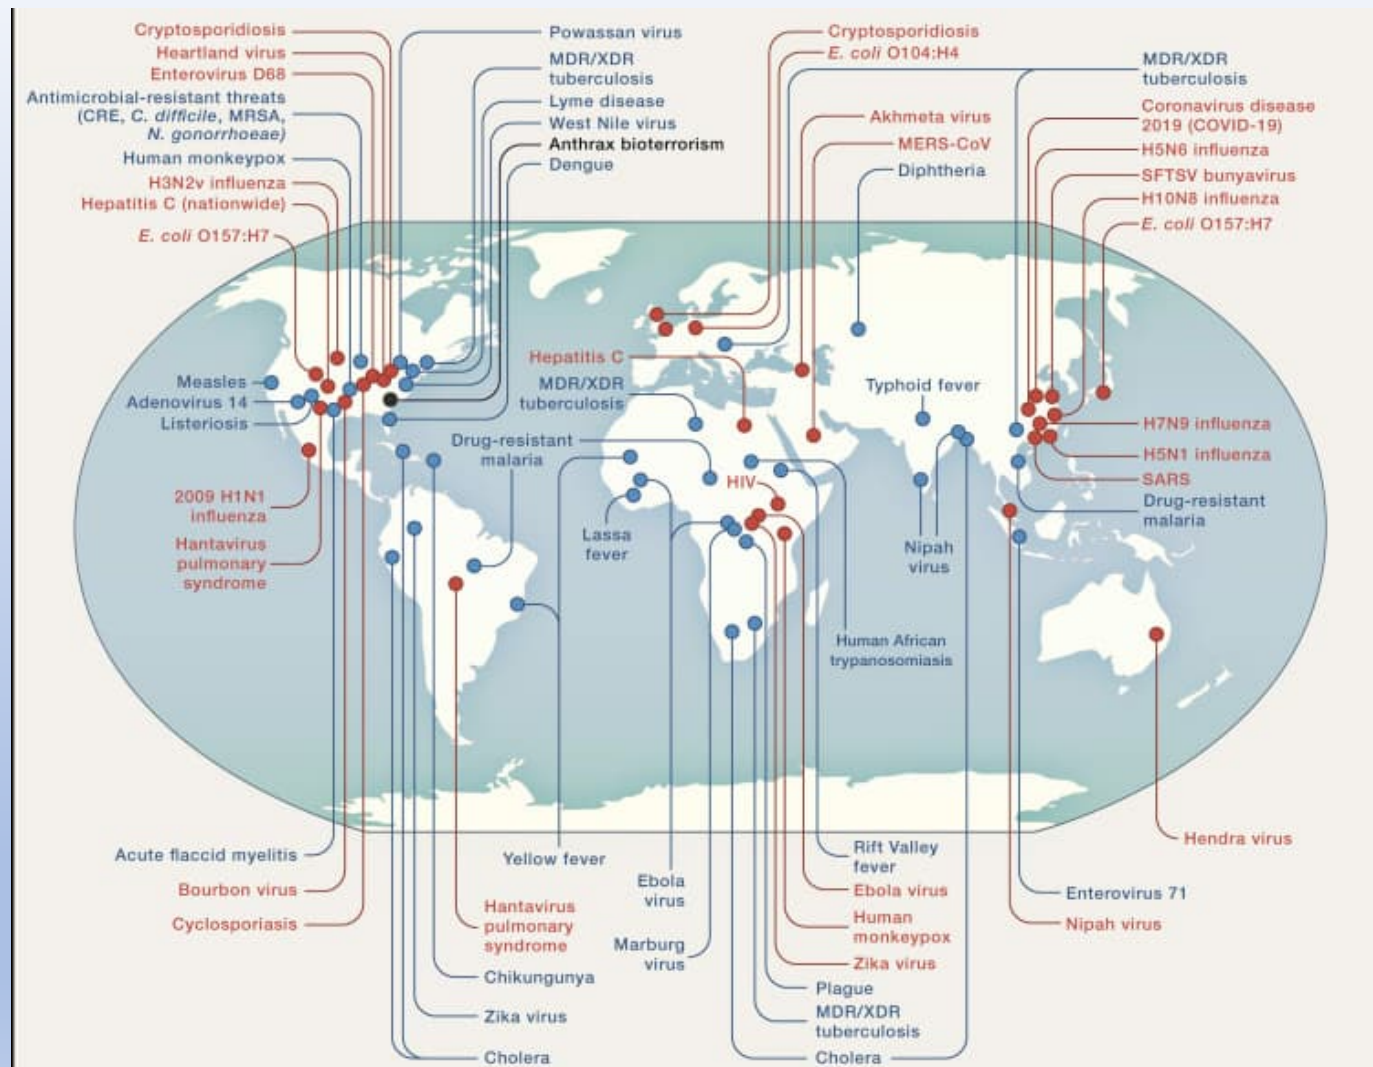 Cryptosporidiosis
Heartland virus
Enterovirus D68
Antimicrobial-resistant threats
(CRE, C. difficile, MRSA,
N. gonorrhoeae)
Human monkeypox
H3N2v influenza
Hepatitis C (nationwide)
E. coli O157:H7
Powassan virus
MDR/XDR
tuberculosis
Lyme disease
West Nile virus
Anthrax bioterrorism
Dengue
Cryptosporidiosis
E. coli O104:H4
Akhmeta virus
MERS-CoV
Diphtheria
MDR/XDR
tuberculosis
Coronavirus disease
2019 (COVID-19)
H5N6 influenza
SFTSV bunyavirus
H10N8 influenza
E. coli O157:H7
Measles
Adenovirus 14
Listeriosis
2009 H1N1
influenza
Hantavirus
pulmonary
syndrome
Hepatitis C
MDR/XDR
tuberculosis
Drug-resistant
malaria
Lassa
fever
HIV
Typhoid fever
Nipah
virus
Human African
trypanosomiasis
H7N9 influenza
H5N1 influenza
SARS
Drug-resistant
malaria
Acute flaccid myelitis
Bourbon virus
Cyclosporiasis
Yellow fever
Hantavirus
pulmonary
syndrome
Chikungunya
Zika virus
Cholera
Ebola
virus
Marburg
virus
Rift Valley
fever
Ebola virus
Human
monkeypox
Zika virus
Plague
MDR/XDR
tuberculosis
Cholera
Hendra virus
Enterovirus 71
Nipah virus